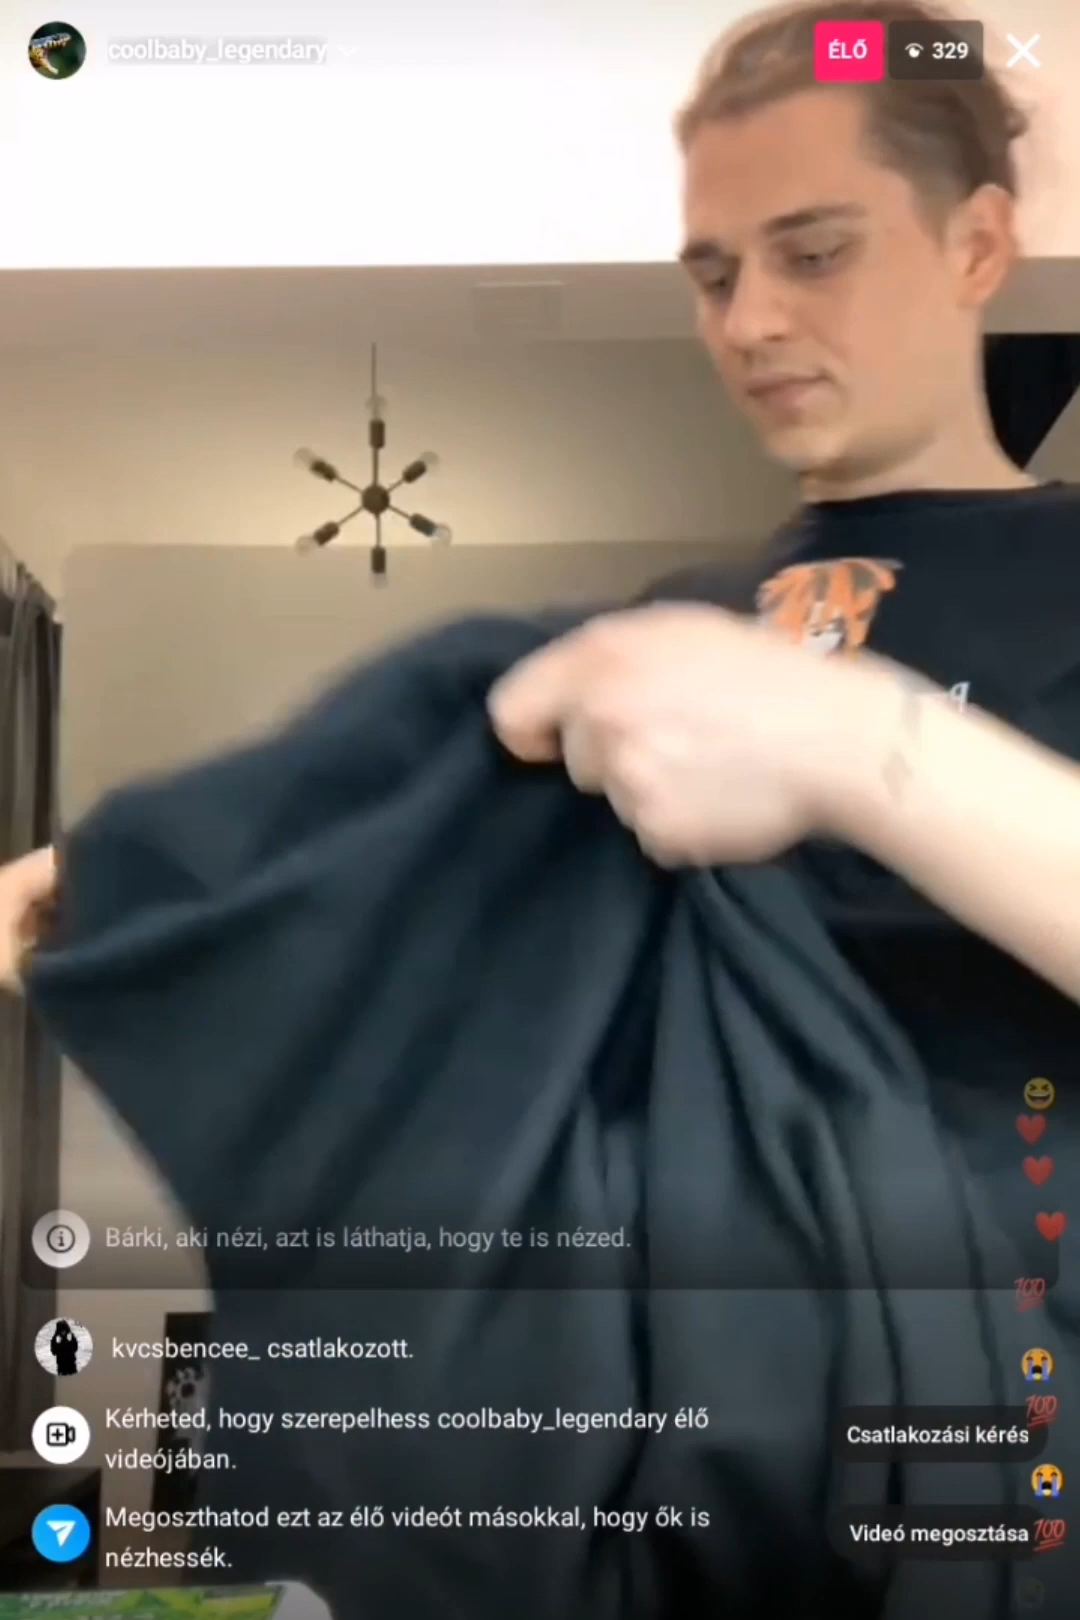 coolbaby_legendary
ÉLŐ
329
Bárki, aki nézi, azt is láthatja, hogy te is nézed.
kvcsbencee_ csatlakozott.
Kérheted, hogy szerepelhess coolbaby_legendary élő
videójában.
Csatlakozási kérés
Megoszthatod ezt az élő videót másokkal, hogy ők is
nézhessék.
Videó megosztása